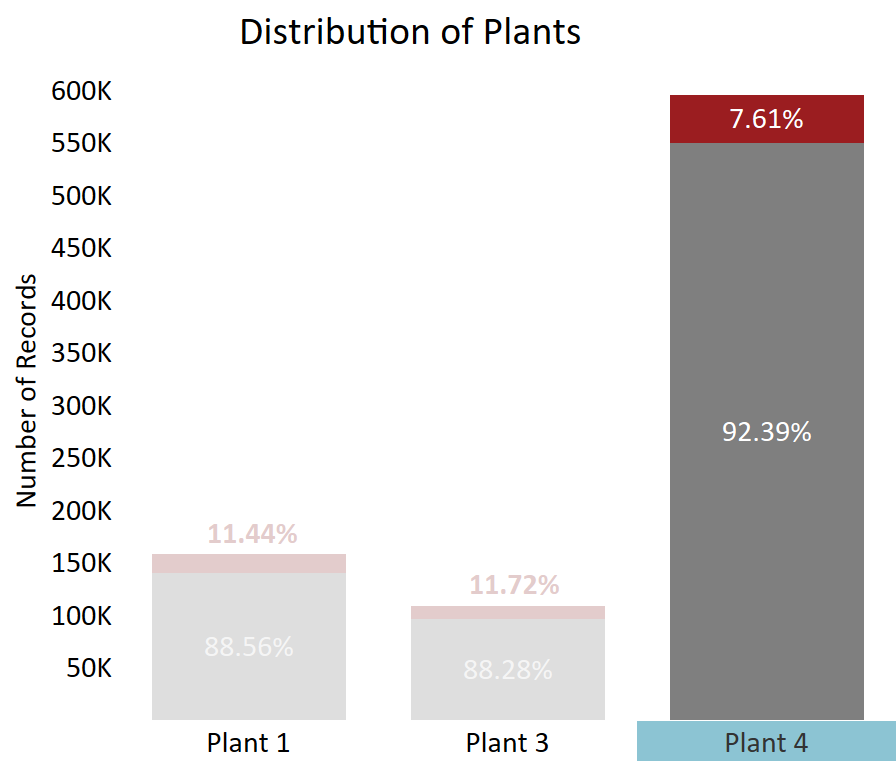 Distribution of Plants
Number of Records
600K
550K
500K
450K
400K
350K
300K
250K
200K
150K
100K
50K
7.61%
92.39%
11.44%
88.56%
11.72%
88.28%
Plant 1
Plant 3
Plant 4